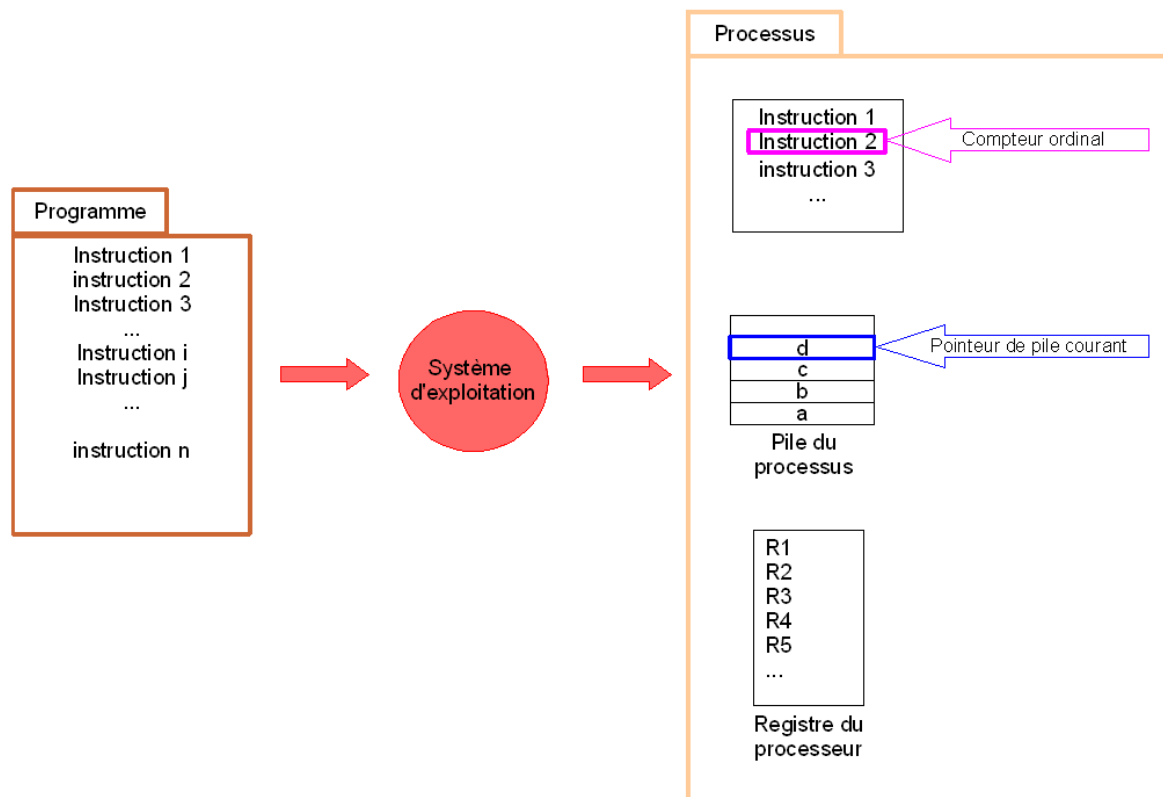 Programme
Instruction 1
instruction 2
Instruction 3
...
Instruction i
Instruction j
...
instruction n
Système
d'exploitation
Processus
Instruction 1
Instruction 2
instruction 3
...
Compteur ordinal
d
c
b
a
Pointeur de pile courant
Pile du
processus
R1
R2
R3
R4
R5
...
Registre du
processeur